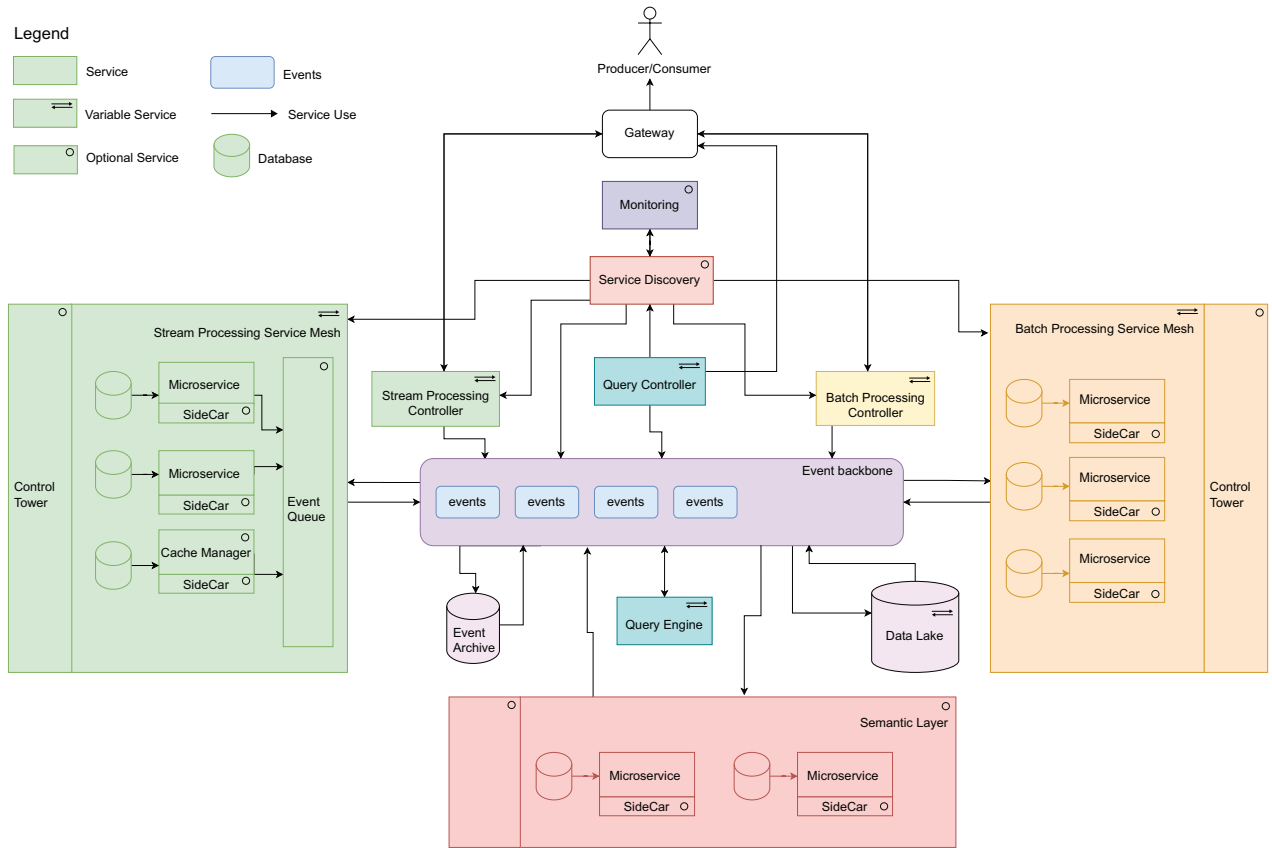 Legend
Service
Events
Variable Service
Service Use
Optional Service
Database
Producer/Consumer
Gateway
Monitoring
Service Discovery
Stream Processing Service Mesh
Microservice
SideCar
Microservice
SideCar
Cache Manager
SideCar
Event
Queue
Control
Tower
Stream Processing
Controller
Query Controller
Batch Processing
Controller
Batch Processing Service Mesh
Microservice
SideCar
Microservice
SideCar
Microservice
SideCar
Control
Tower
Event backbone
events
events
events
events
Event
Archive
Query Engine
Data Lake
Semantic Layer
Microservice
SideCar
Microservice
SideCar